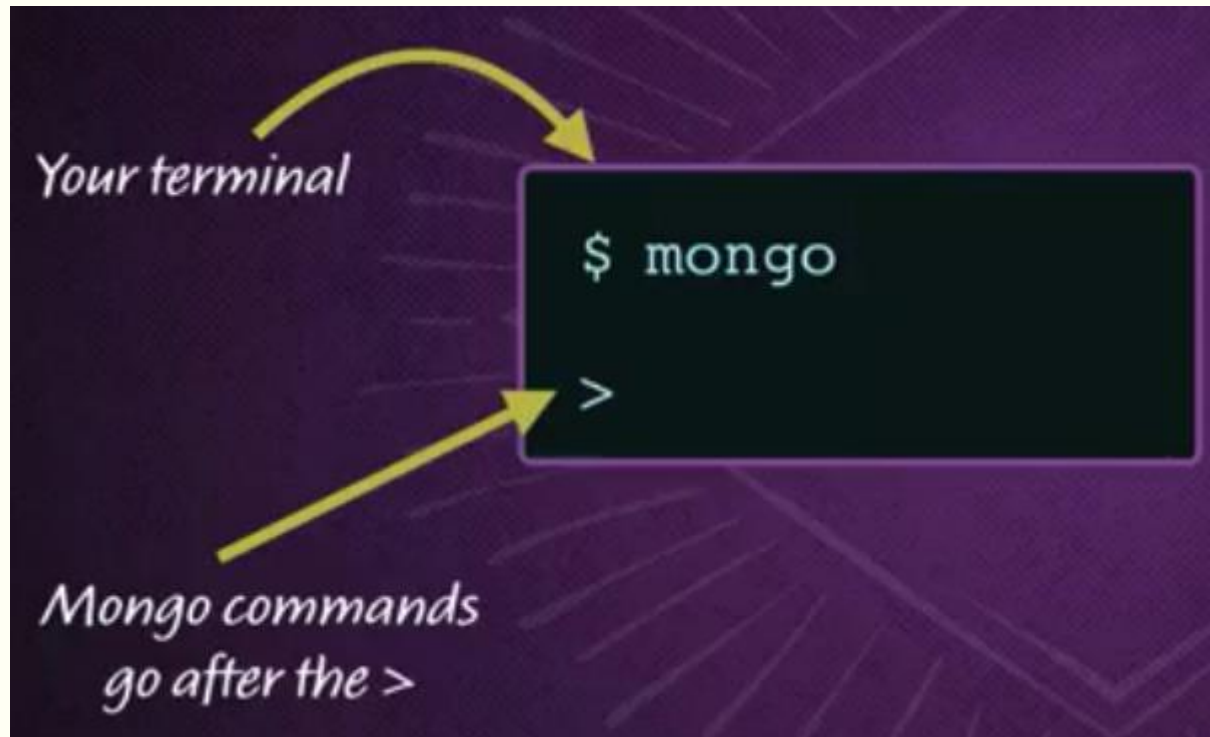 Your terminal
$ mongo
>
Mongo commands
go after the >